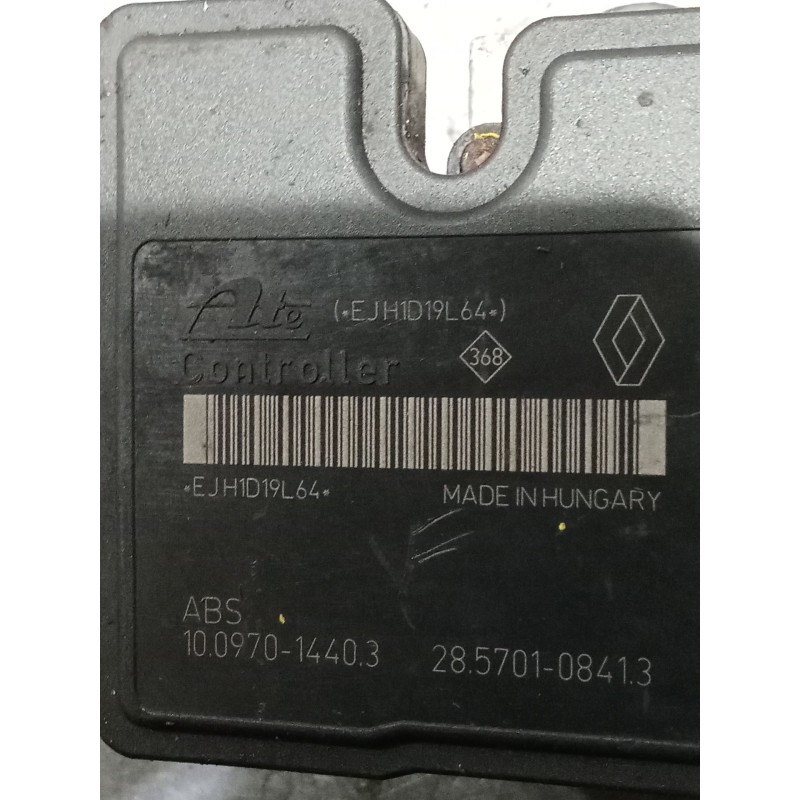 Ate (*EJH1D19L64*)
Controller 368
*EJH1D19L64* MADE IN HUNGARY
ABS
10.0970-1440.3 28.5701-0841.3